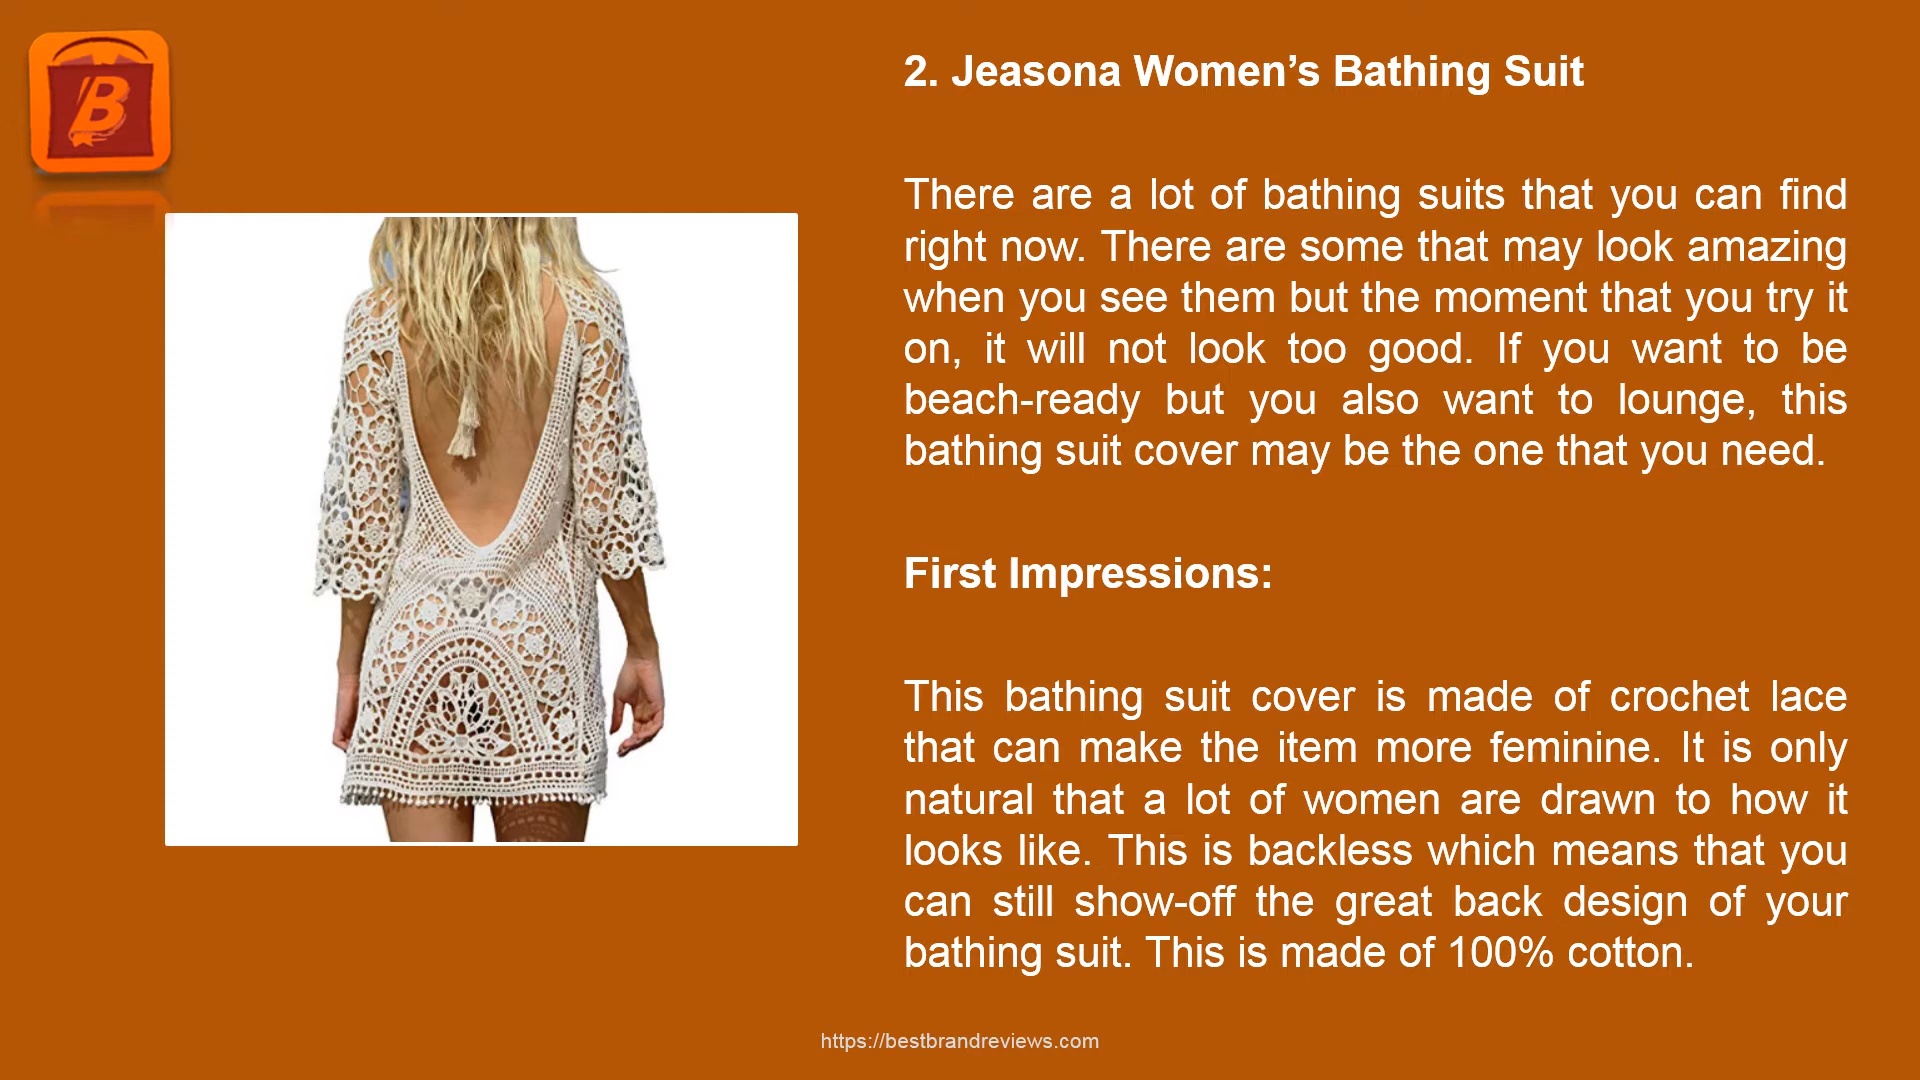 B
2. Jeasona Women’s Bathing Suit
There are a lot of bathing suits that you can find
right now. There are some that may look amazing
when you see them but the moment that you try it
on, it will not look too good. If you want to be
beach-ready but you also want to lounge, this
bathing suit cover may be the one that you need.
First Impressions:
This bathing suit cover is made of crochet lace
that can make the item more feminine. It is only
natural that a lot of women are drawn to how it
looks like. This is backless which means that you
can still show-off the great back design of your
bathing suit. This is made of 100% cotton.
https://bestbrandreviews.com